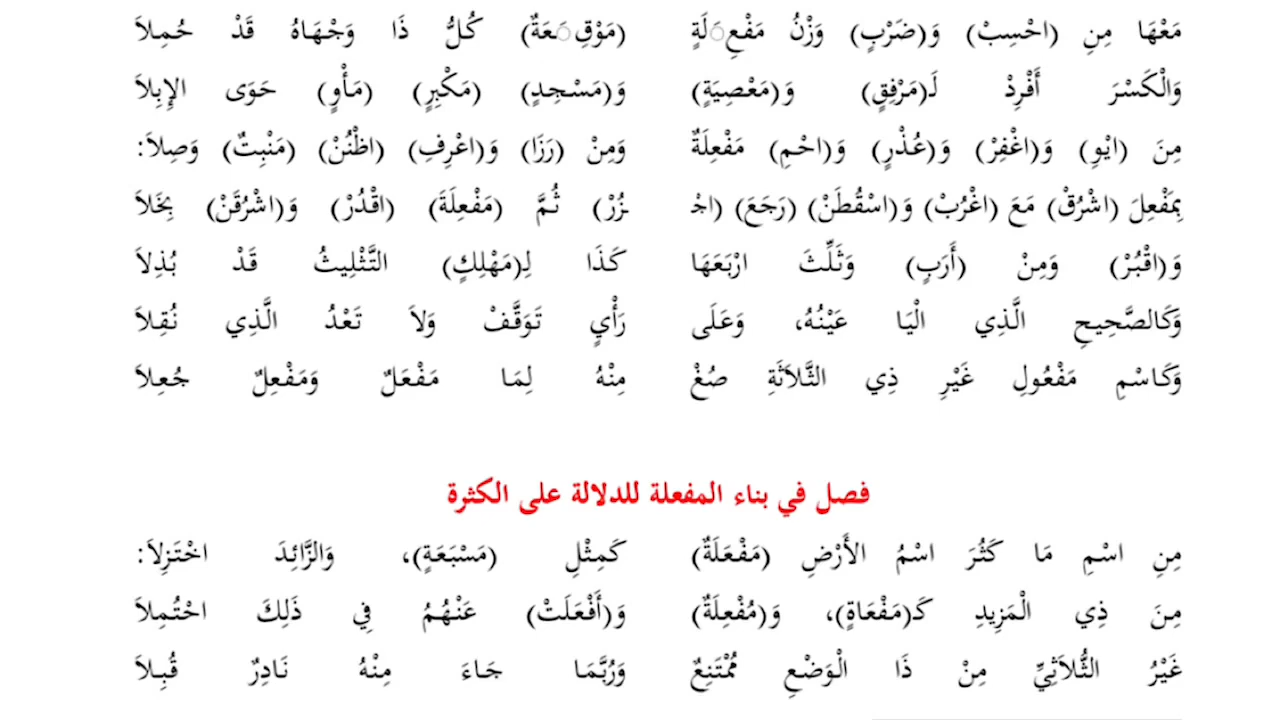 مَعْهَا مِنِ (احْسِبْ) وَ(ضَرْبٍ) وَزْنُ مَفْعِـَلَةٍ (مَوْقِـَعَةٌ) كُلُّ ذَا وَجْهَاهُ قَدْ حُمِلاَ
وَالْكَسْرَ أَفْرِدْ لَـ(مَرْفِقٍ) وَ(مَعْصِيَةٍ) وَ(مَسْجِدٍ) (مَكْبِرٍ) (مَأْوٍ) حَوَى الإِبِلاَ
مِنَ (ايْوِ) وَ(اغْفِرْ) وَ(عُذْرٍ) وَ(احْمِ) مَفْعِلَةٌ وَمِنْ (رَزَا) وَ(اعْرِفِ) (اظْنُنْ) (مَنْبِتٌ) وَصِلاَ:
بِمَفْعِلَ (اشْرُقْ) مَعَ (اغْرُبْ) وَ(اسْقُطَنْ) (رَجَعَ) (اجْـ ـزُرْ) ثُمَّ (مَفْعِلَةَ) (اقْدُرْ) وَ(اشْرُقَنْ) بِخَلاَ
وَ(اقْبُرْ) وَمِنْ (أَرَبٍ) وَثَلِّثَ ارْبَعَهَا كَذَا لِـ(مَهْلِكٍ) التَّثْلِيثُ قَدْ بُذِلاَ
وَكَالصَّحِيحِ الَّذِي الْيَا عَيْنُهُ، وَعَلَى رَأْيٍ تَوَقَّفْ وَلاَ تَعْدُ الَّذِي نُقِلاَ
وَكَاسْمِ مَفْعُولِ غَيْرِ ذِي الثَّلاَثَةِ صُغْ مِنْهُ لِمَا مَفْعَلٌ وَمَفْعِلٌ جُعِلاَ
فصل في بناء المفعلة للدلالة على الكثرة
مِنِ اسْمِ مَا كَثُرَ اسْمُ الأَرْضِ (مَفْعَلَةٌ) كَمِثْلِ (مَسْبَعَةٍ)، وَالزَّائِدَ اخْتَزِلاَ:
مِنَ ذِي الْمَزِيدِ كَـ(مَفْعَاةٍ)، وَ(مُفْعِلَةٌ) وَ(أَفْعَلَتْ) عَنْهُمُ فِي ذَلِكَ احْتُمِلاَ
غَيْرُ الثُّلاَثِيِّ مِنْ ذَا الْوَضْعِ مُمْتَنِعٌ وَرُبَّمَا جَاءَ مِنْهُ نَادِرٌ قُبِلاَ